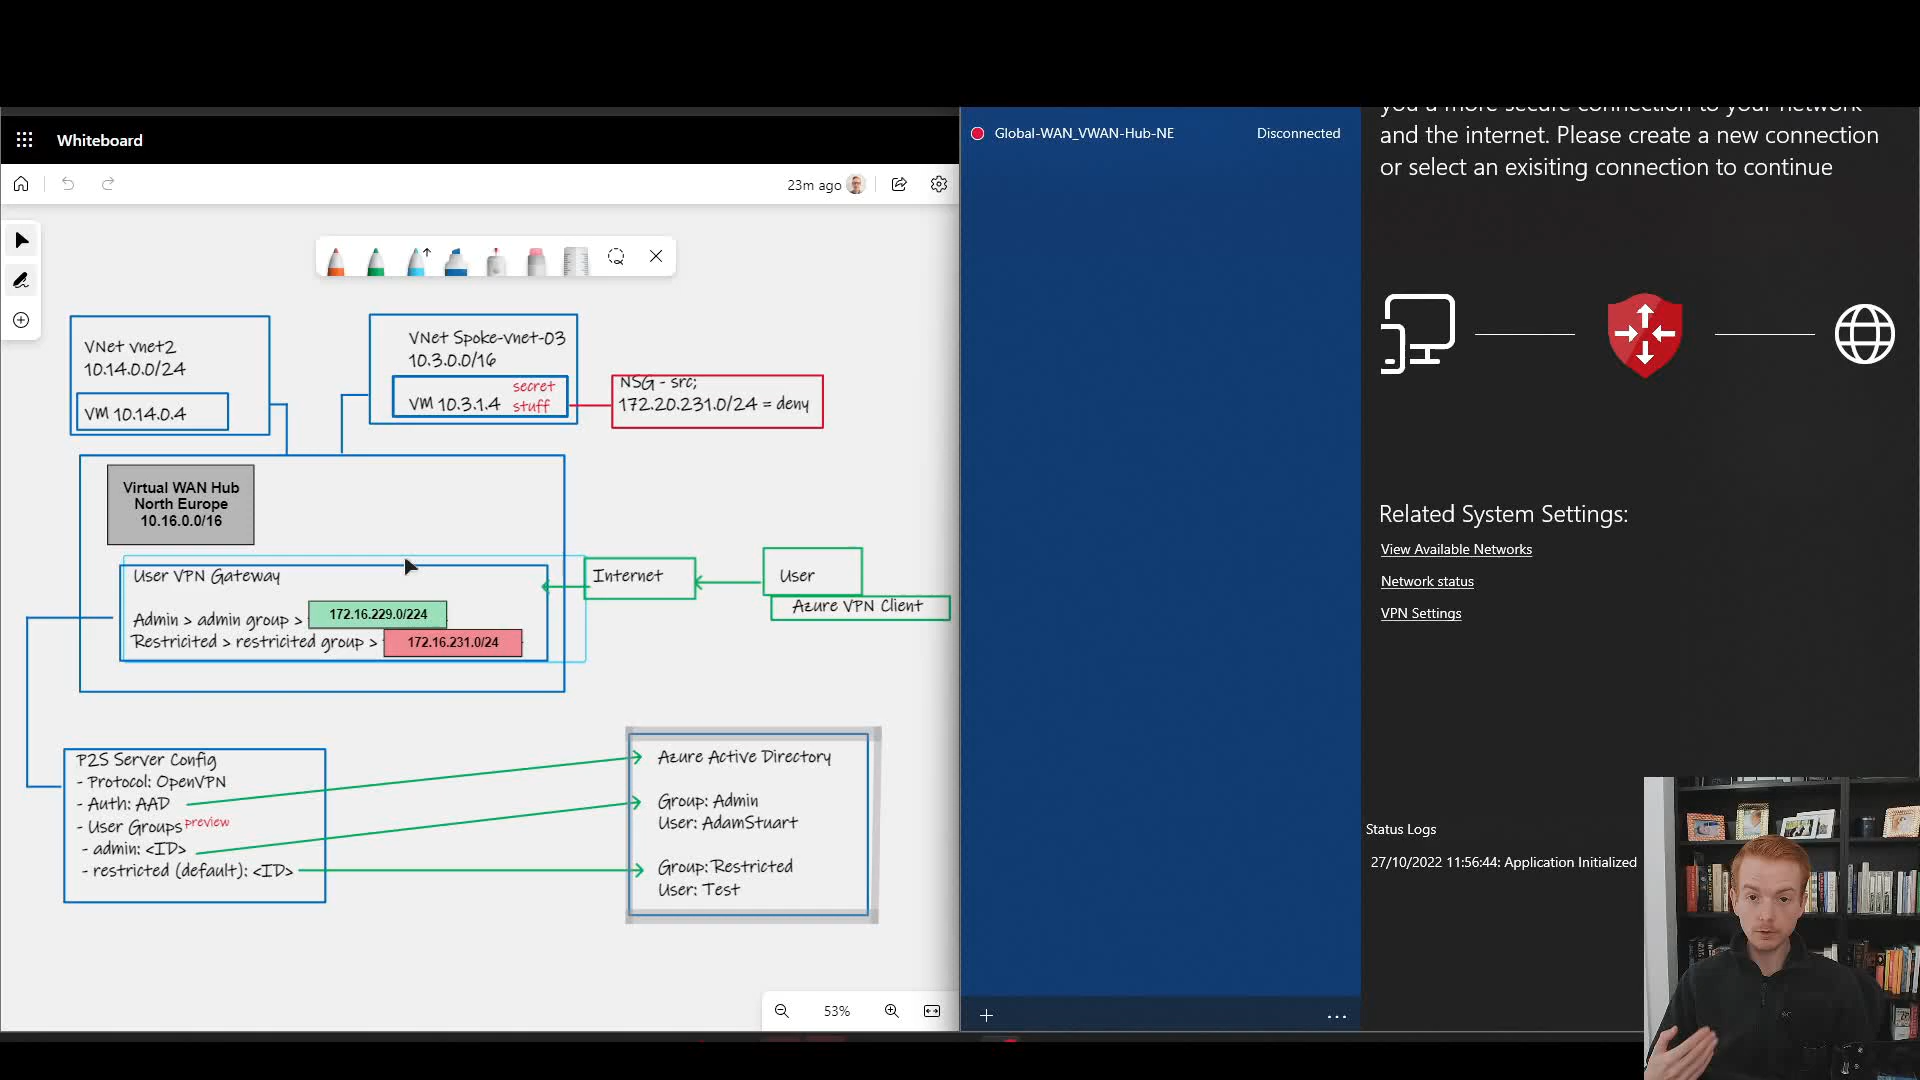 Whiteboard
23m ago
VNet vnet2
10.14.0.0/24
VM 10.14.0.4
VNet Spoke-vnet-03
10.3.0.0/16
VM 10.3.1.4
secret
stuff
NSG - src;
172.20.231.0/24 = deny
Virtual WAN Hub
North Europe
10.16.0.0/16
User VPN Gateway
Admin > admin group >
172.16.229.0/224
Restricited > restricited group >
172.16.231.0/24
Internet
User
Azure VPN Client
P2S Server Config
- Protocol: OpenVPN
- Auth: AAD
- User Groups
preview
- admin: <ID>
- restricted (default): <ID>
Azure Active Directory
Group: Admin
User: AdamStuart
Group: Restricted
User: Test
53%
Global-WAN_VWAN-Hub-NE
Disconnected
you a more secure connection to your network
and the internet. Please create a new connection
or select an exisiting connection to continue
Related System Settings:
View Available Networks
Network status
VPN Settings
Status Logs
27/10/2022 11:56:44: Application Initialized